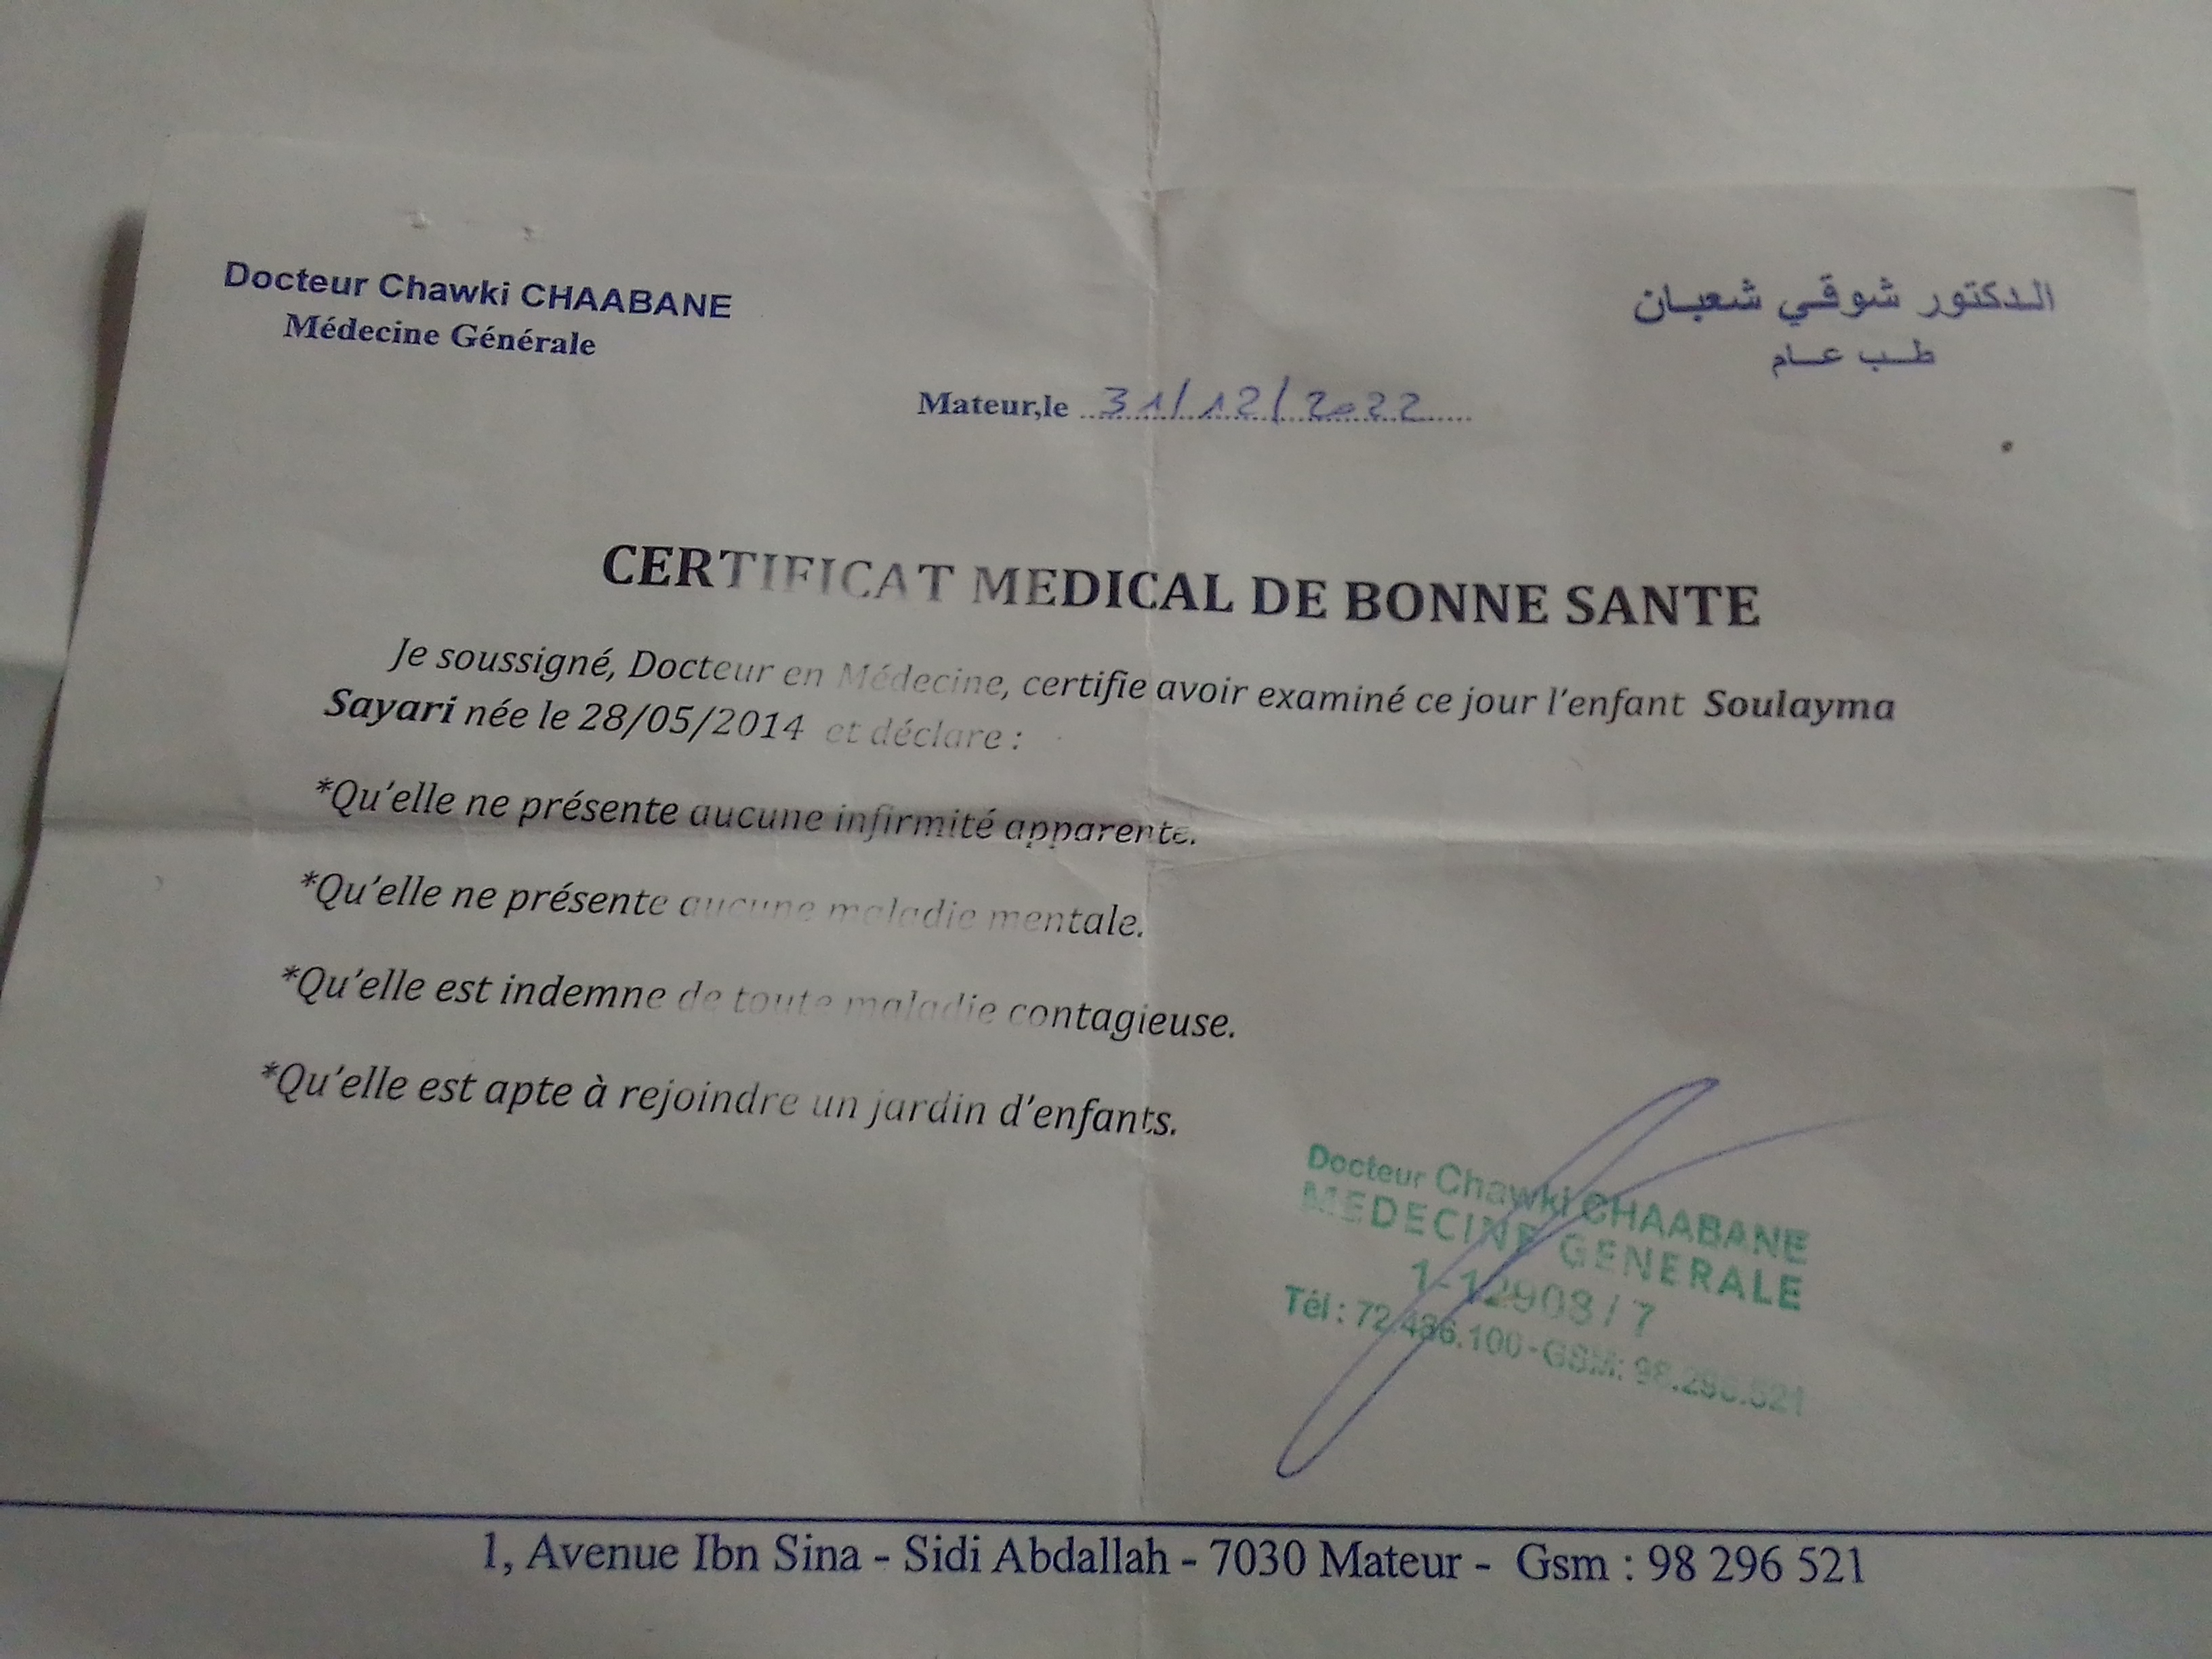 Docteur Chawki CHAABANE
Médecine Générale
الدكتور شوقي شعبان
طب عام
Mateur,le 31/12/2022
CERTIFICAT MEDICAL DE BONNE SANTE
Je soussigné, Docteur en Médecine, certifie avoir examiné ce jour l'enfant Soulayma
Sayari née le 28/05/2014 et déclare :
*Qu'elle ne présente aucune infirmité apparente.
*Qu'elle ne présente aucune maladie mentale.
*Qu'elle est indemne de toute maladie contagieuse.
*Qu'elle est apte à rejoindre un jardin d'enfants.
Docteur Chawki CHAABANE
MEDECINE GENERALE
1-12908 / 7
Tél : 72.486.100 - GSM: 98.296.521
1, Avenue Ibn Sina - Sidi Abdallah - 7030 Mateur - Gsm : 98 296 521